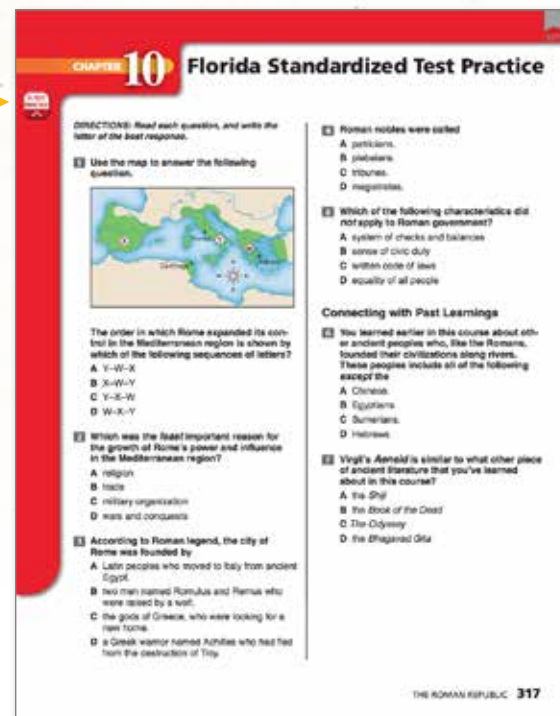 CHAPTER 10 Florida Standardized Test Practice
DIRECTIONS: Read each question, and write the
letter of the best response.
1 Use the map to answer the following
question.
The order in which Rome expanded its con-
trol in the Mediterranean region is shown by
which of the following sequences of letters?
A Y–W–X
B X–W–Y
C Y–X–W
D W–X–Y
2 Which was the least important reason for
the growth of Rome's power and influence
in the Mediterranean region?
A religion
B trade
C military organization
D wars and conquests
3 According to Roman legend, the city of
Rome was founded by
A Latin peoples who moved to Italy from ancient
Egypt.
B two men named Romulus and Remus who
were raised by a wolf.
C the gods of Greece, who were looking for a
new home.
D a Greek warrior named Achilles who had fled
from the destruction of Troy.
4 Roman nobles were called
A patricians.
B plebeians.
C tribunes.
D magistrates.
5 Which of the following characteristics did
not apply to Roman government?
A system of checks and balances
B sense of civic duty
C written code of laws
D equality of all people
Connecting with Past Learnings
6 You learned earlier in this course about oth-
er ancient peoples who, like the Romans,
founded their civilizations along rivers.
These peoples include all of the following
except the
A Chinese.
B Egyptians
C Sumerians.
D Hebrews
7 Virgil's Aeneid is similar to what other piece
of ancient literature that you've learned
about in this course?
A the Shiji
B the Book of the Dead
C The Odyssey
D the Bhagavad Gita
THE ROMAN REPUBLIC 317